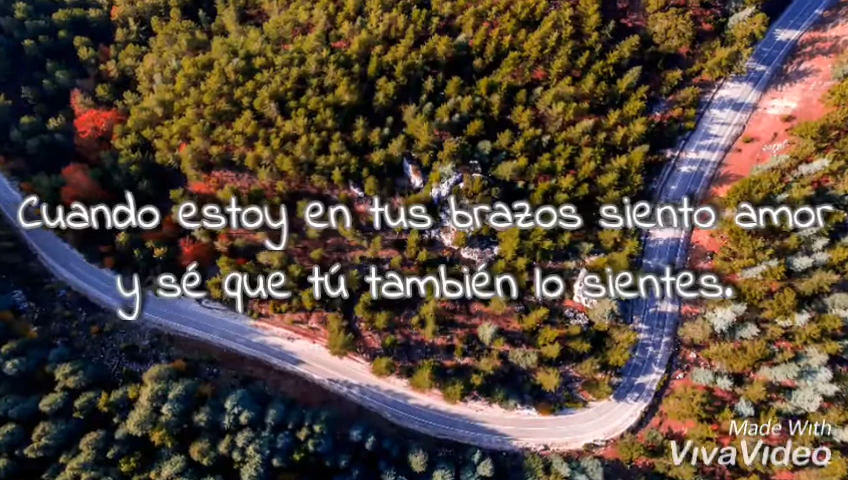 Cuando estoy en tus brazos siento amor
y sé que tú también lo sientes.
Made With
VivaVideo